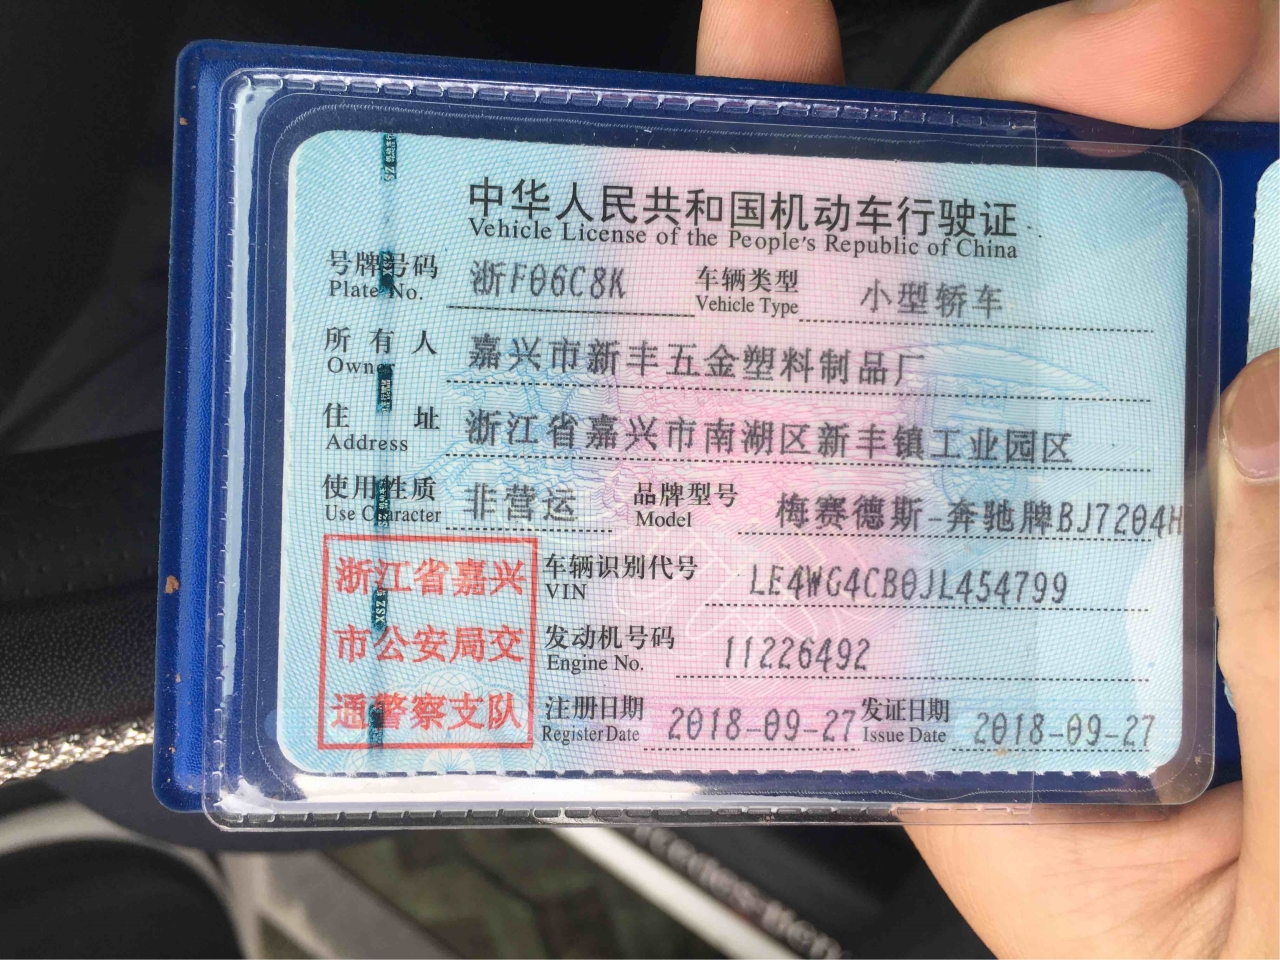 中华人民共和国机动车行驶证
Vehicle License of the People's Republic of China
号牌号码 浙F06C8K 车辆类型 小型轿车
Plate No. Vehicle Type
所有人 嘉兴市新丰五金塑料制品厂
Owner
住址 浙江省嘉兴市南湖区新丰镇工业园区
Address
使用性质 非营运 品牌型号 梅赛德斯-奔驰牌BJ7204H
Use Character Model
浙江省嘉兴
市公安局交
通警察支队
车辆识别代号 LE4WG4CB0JL454799
VIN
发动机号码 11226492
Engine No.
注册日期 2018-09-27 发证日期 2018-09-27
Register Date Issue Date